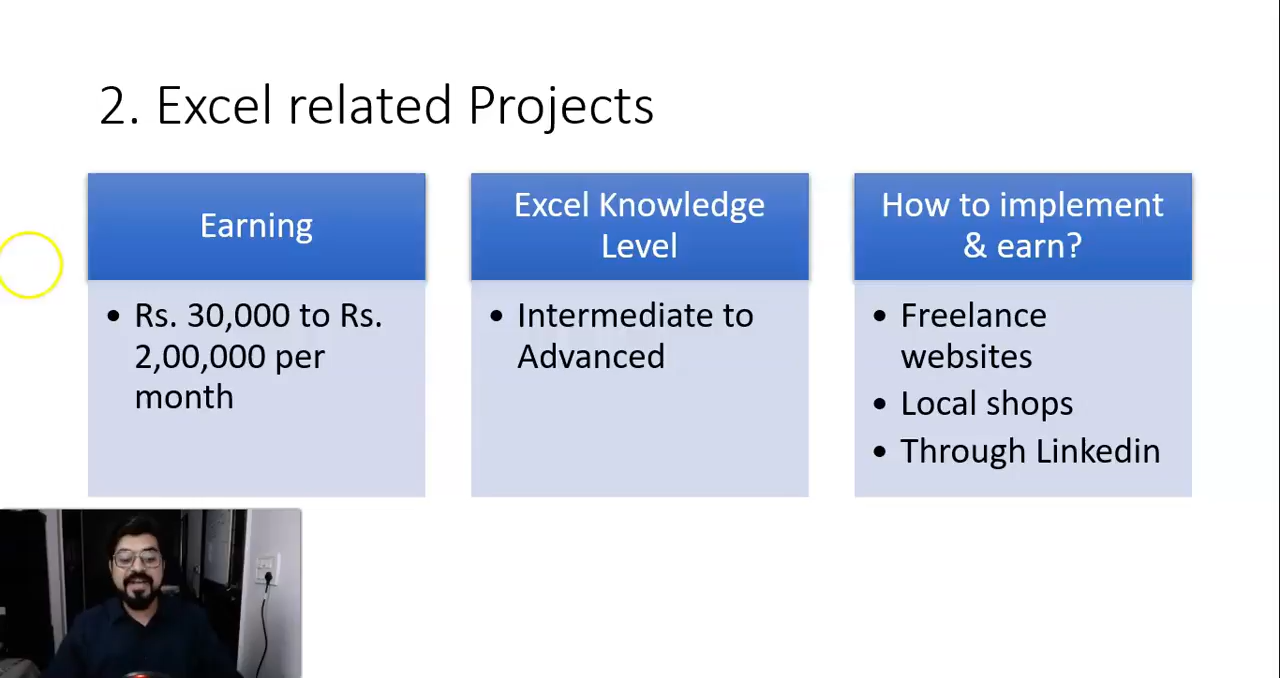 2. Excel related Projects
Earning
• Rs. 30,000 to Rs.
2,00,000 per
month
Excel Knowledge
Level
• Intermediate to
Advanced
How to implement
& earn?
• Freelance
websites
• Local shops
• Through Linkedin